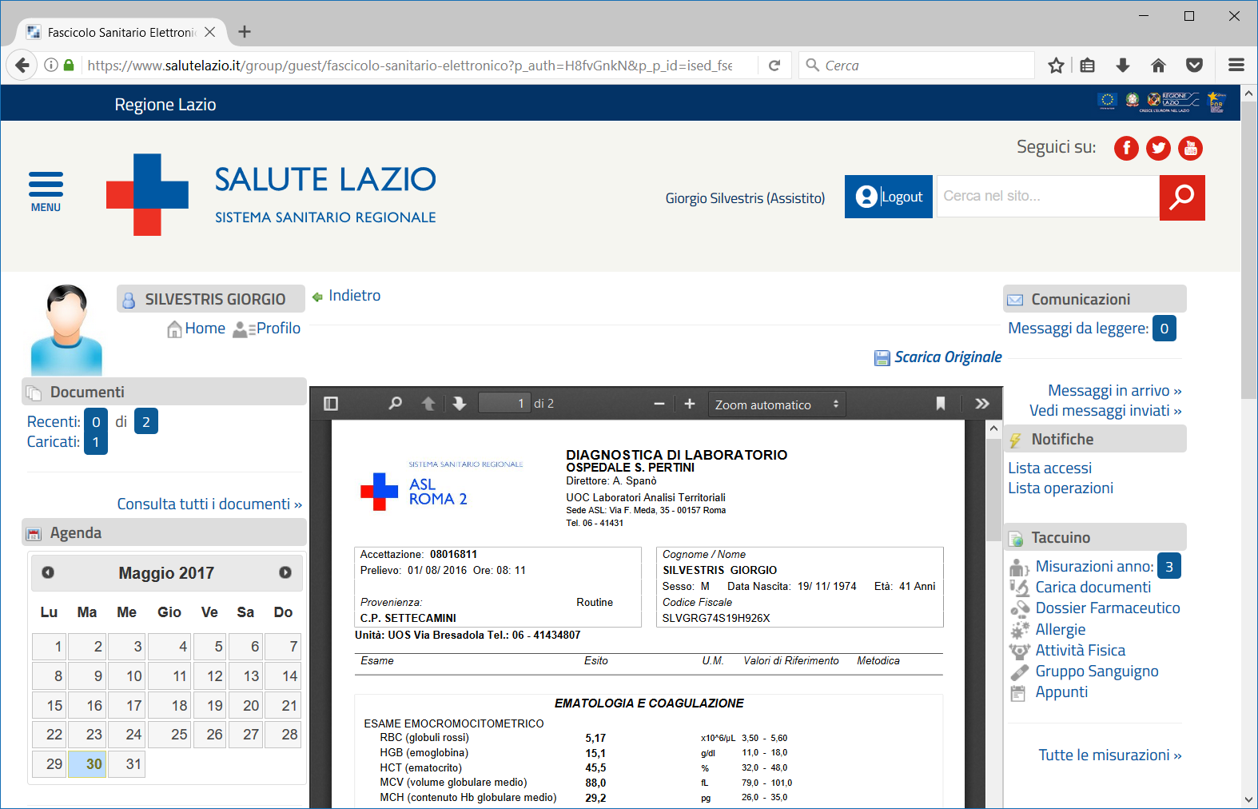 Fascicolo Sanitario Elettroni
https://www.salutelazio.it/group/guest/fascicolo-sanitario-elettronico?p_auth=H8fvGnkN&p_p_id=ised_fse
Cerca
Regione Lazio
Seguici su:
MENU
SALUTE LAZIO
SISTEMA SANITARIO REGIONALE
Giorgio Silvestris (Assistito)
Logout
Cerca nel sito...
SILVESTRIS GIORGIO
Home
Profilo
Documenti
Recenti: 0 di 2
Caricati: 1
Consulta tutti i documenti »
Agenda
Maggio 2017
Lu Ma Me Gio Ve Sa Do
1 2 3 4 5 6 7
8 9 10 11 12 13 14
15 16 17 18 19 20 21
22 23 24 25 26 27 28
29 30 31
Indietro
Scarica Originale
1 di 2
Zoom automatico
SISTEMA SANITARIO REGIONALE
ASL
ROMA 2
DIAGNOSTICA DI LABORATORIO
OSPEDALE S. PERTINI
Direttore: A. Spanò
UOC Laboratori Analisi Territoriali
Sede ASL: Via F. Meda, 35 - 00157 Roma
Tel. 06 - 41431
Accettazione: 08016811
Prelievo: 01/ 08/ 2016 Ore: 08: 11
Provenienza: Routine
C.P. SETTECAMINI
Cognome / Nome
SILVESTRIS GIORGIO
Sesso: M Data Nascita: 19/ 11/ 1974 Età: 41 Anni
Codice Fiscale
SLVGRG74S19H926X
Unità: UOS Via Bresadola Tel.: 06 - 41434807
Esame Esito U.M. Valori di Riferimento Metodica
EMATOLOGIA E COAGULAZIONE
ESAME EMOCROMOCITOMETRICO
RBC (globuli rossi) 5,17 x10^6/µL 3,50 - 5,60
HGB (emoglobina) 15,1 g/dl 11,0 - 18,0
HCT (ematocrito) 45,5 % 32,0 - 48,0
MCV (volume globulare medio) 88,0 fL 79,0 - 101,0
MCH (contenuto Hb globulare medio) 29,2 pg 26,0 - 35,0
Comunicazioni
Messaggi da leggere: 0
Messaggi in arrivo »
Vedi messaggi inviati »
Notifiche
Lista accessi
Lista operazioni
Taccuino
Misurazioni anno: 3
Carica documenti
Dossier Farmaceutico
Allergie
Attività Fisica
Gruppo Sanguigno
Appunti
Tutte le misurazioni »